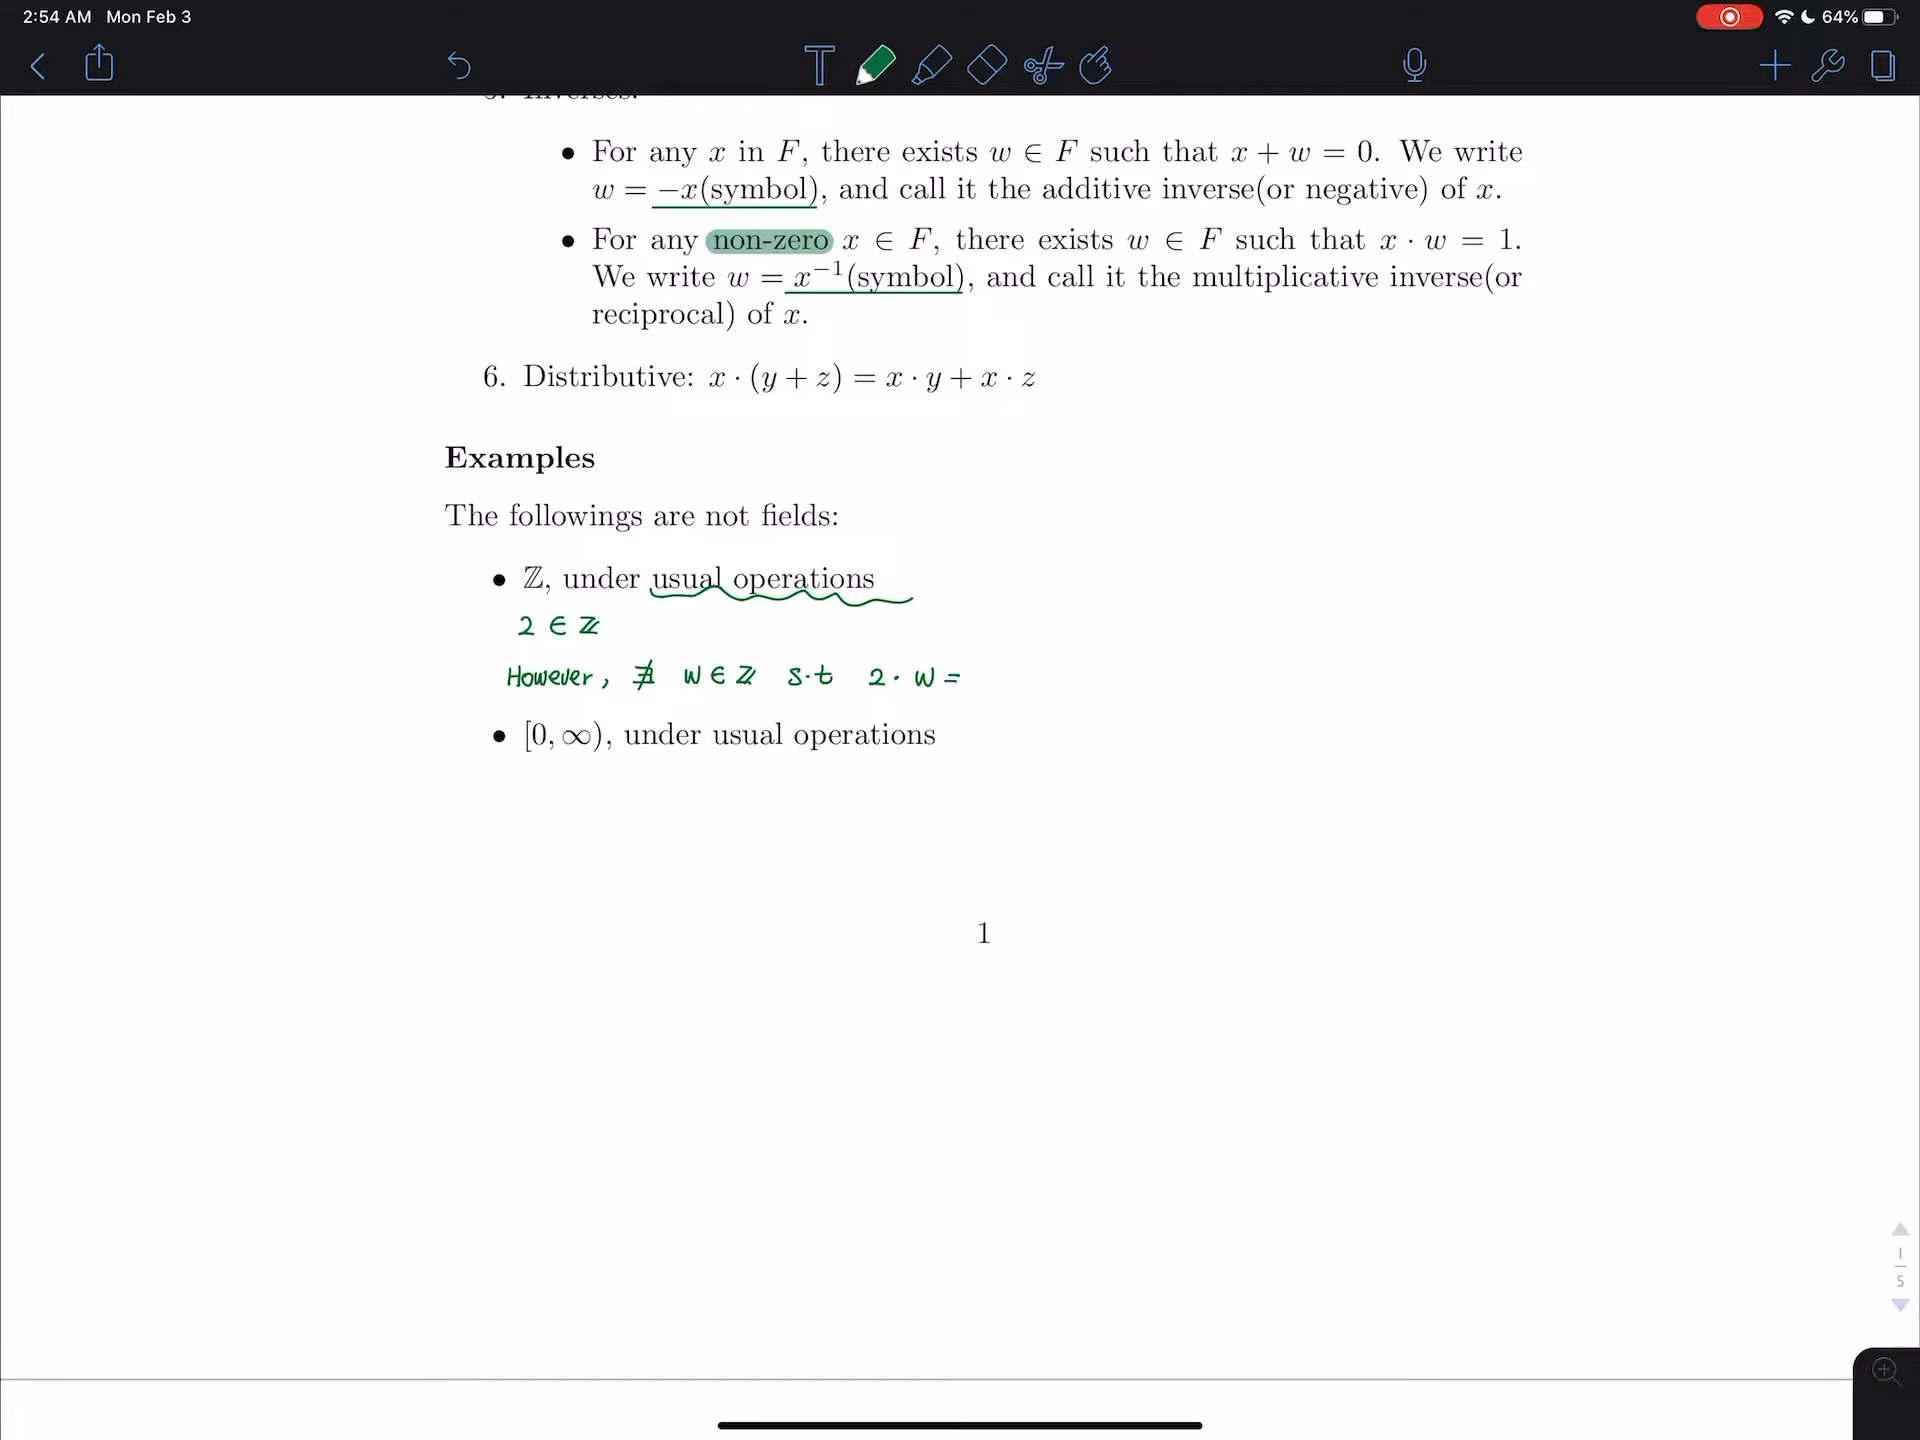 2:54 AM Mon Feb 3
64%
5. Inverses:
• For any x in F, there exists w ∈ F such that x + w = 0. We write
w = −x(symbol), and call it the additive inverse(or negative) of x.
• For any non-zero x ∈ F, there exists w ∈ F such that x · w = 1.
We write w = x⁻¹(symbol), and call it the multiplicative inverse(or
reciprocal) of x.
6. Distributive: x · (y + z) = x · y + x · z
Examples
The followings are not fields:
• ℤ, under usual operations
2 ∈ ℤ
However, ∄ w ∈ ℤ s.t 2 · w =
• [0, ∞), under usual operations
1
1
5